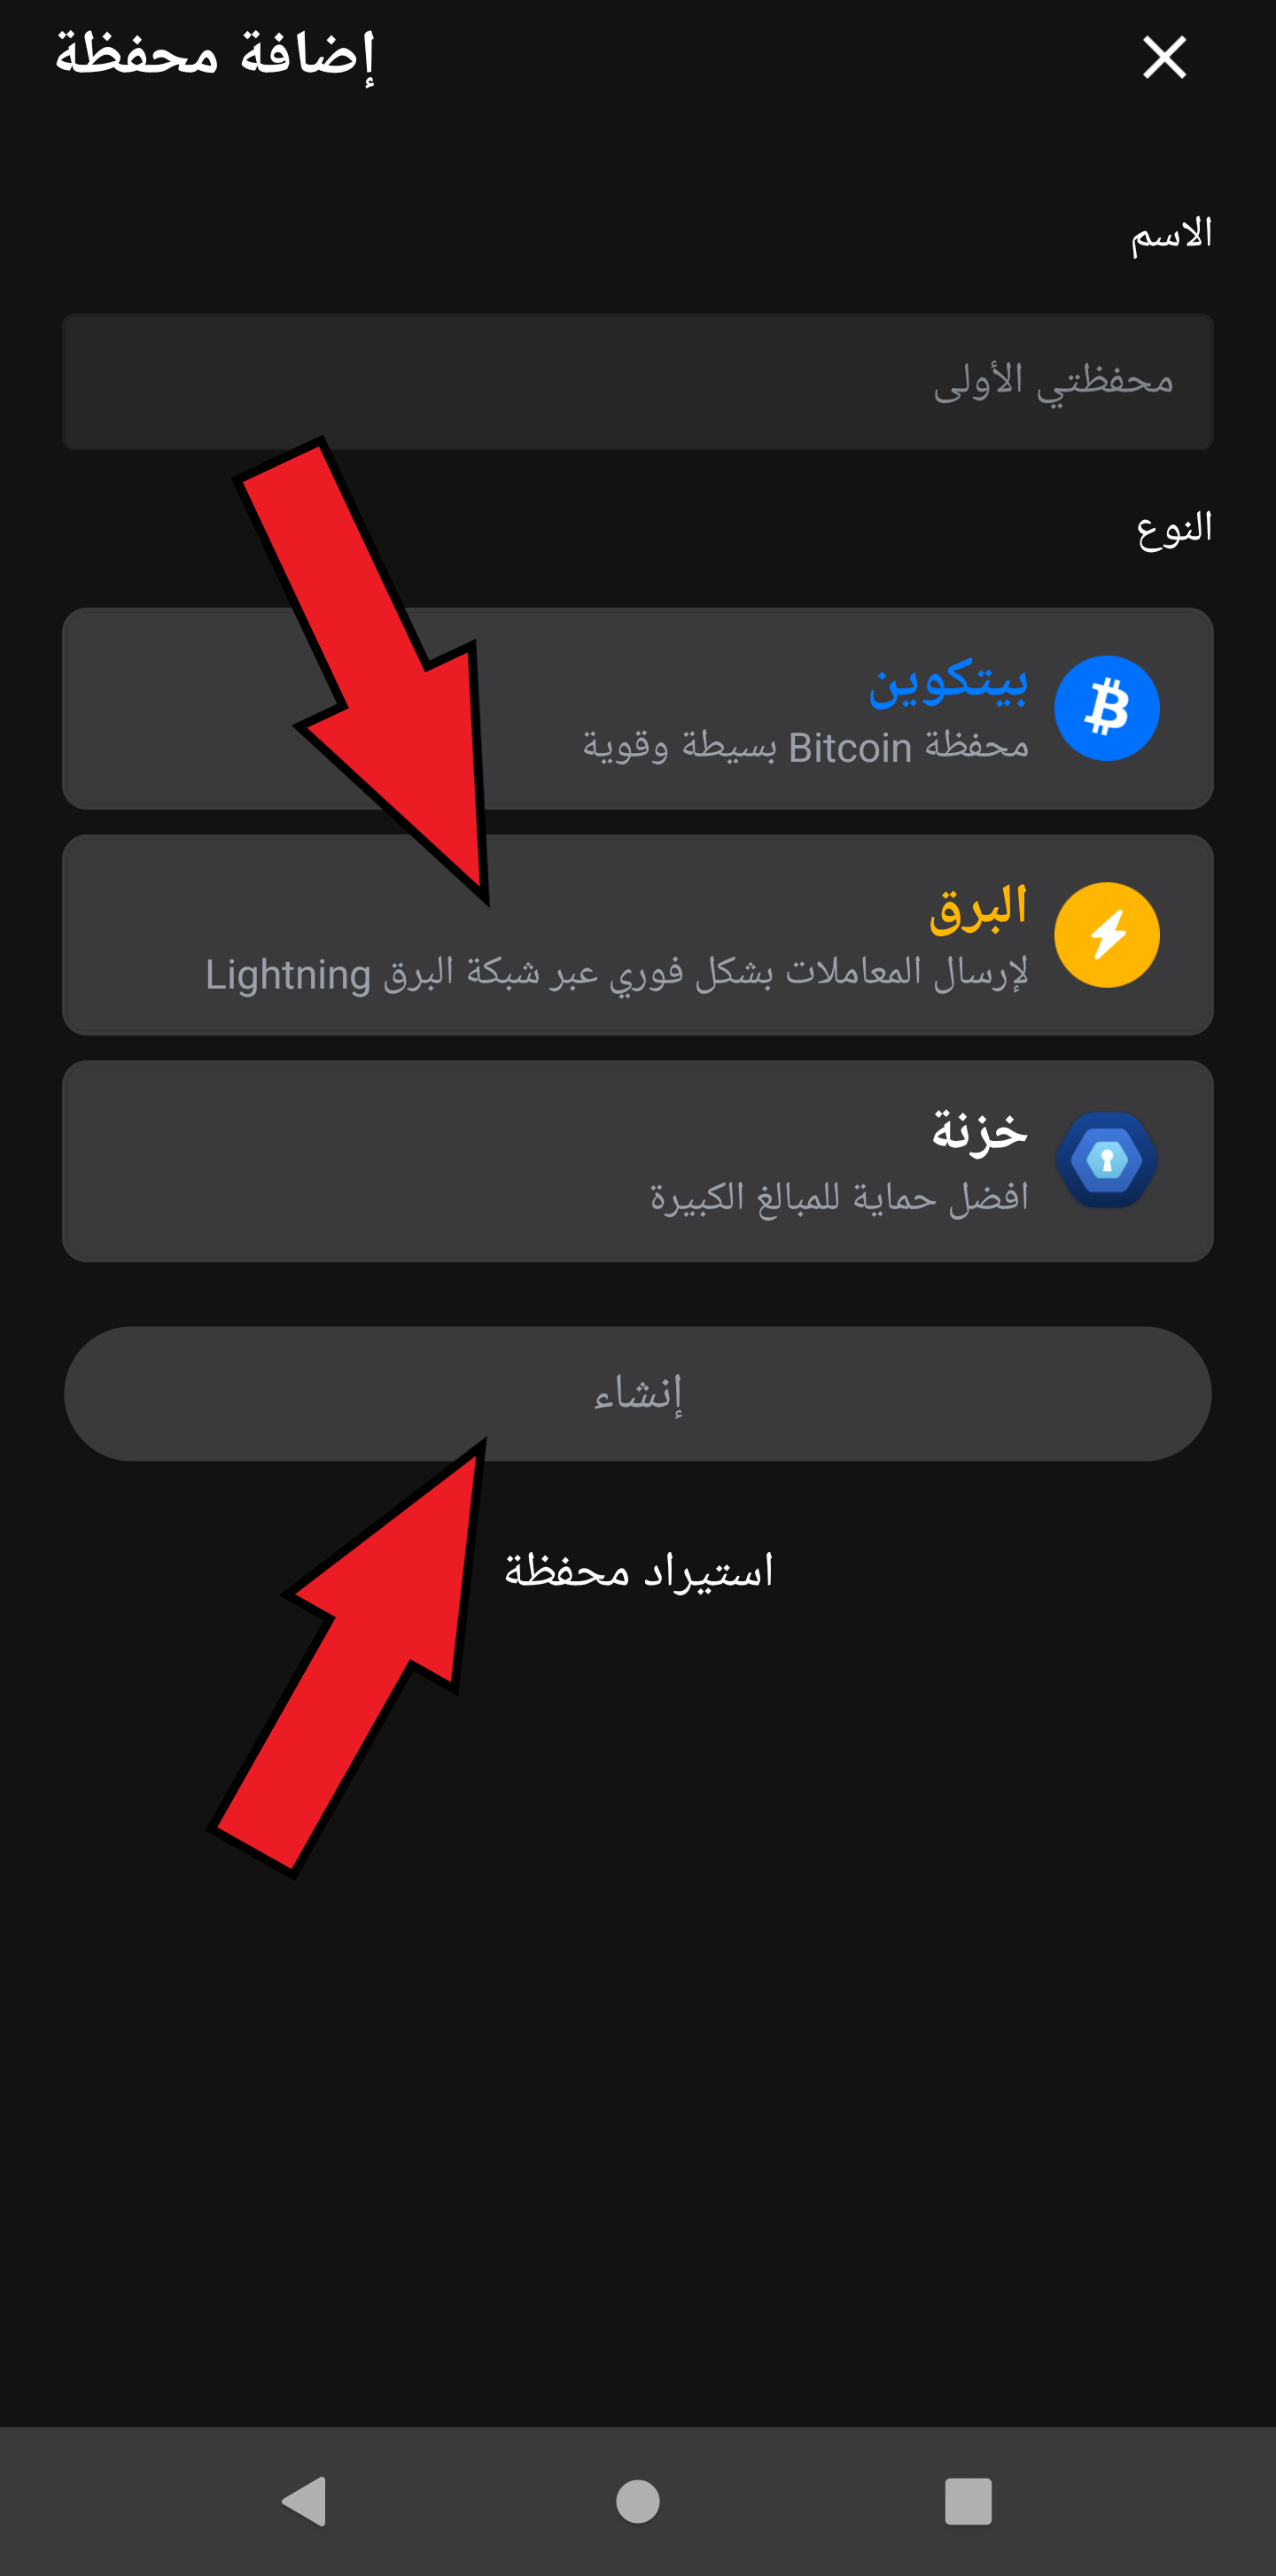 إضافة محفظة
الاسم
محفظتي الأولى
النوع
بيتكوين
محفظة Bitcoin بسيطة وقوية
البرق
لإرسال المعاملات بشكل فوري عبر شبكة البرق Lightning
خزنة
افضل حماية للمبالغ الكبيرة
إنشاء
استيراد محفظة